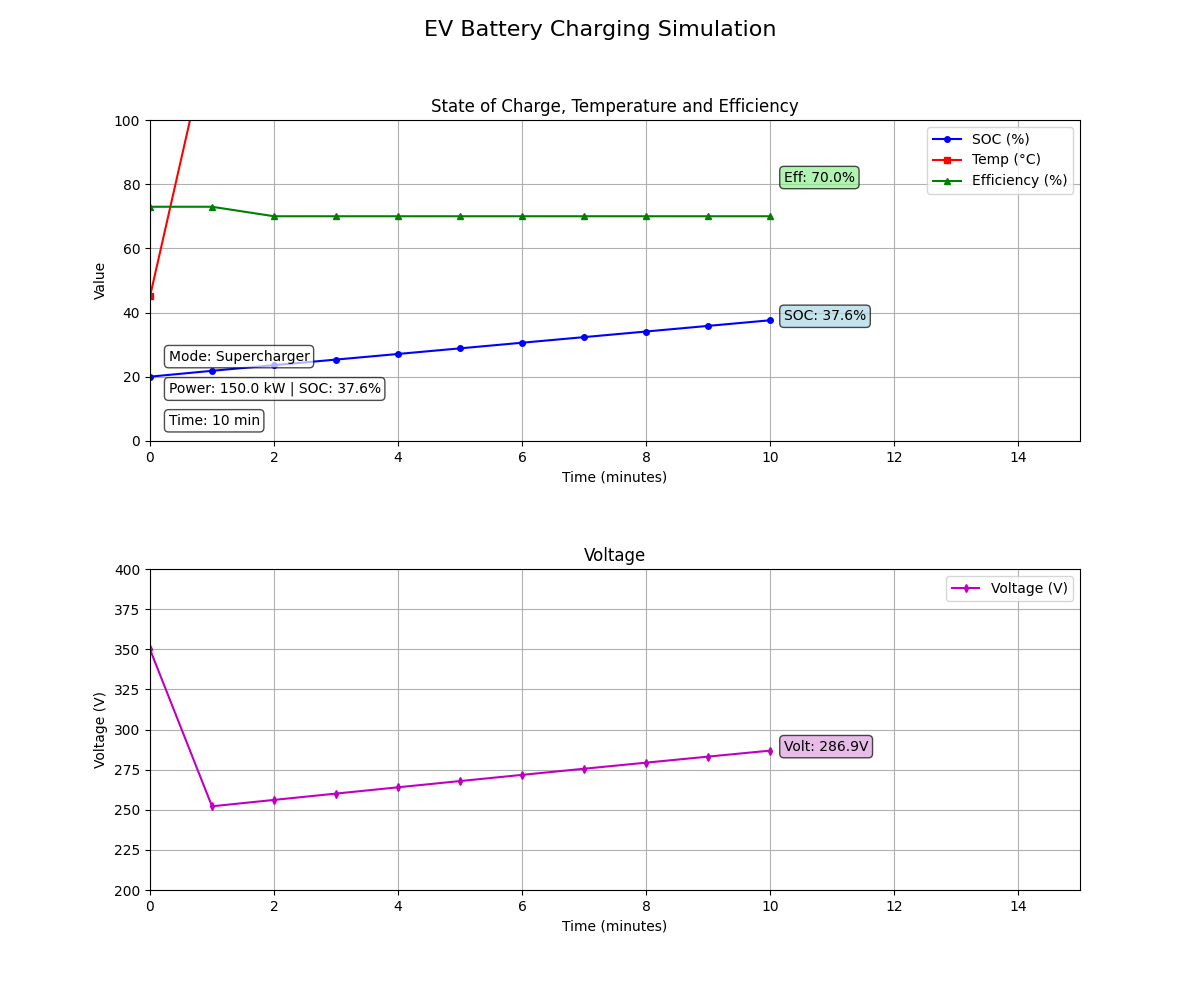 EV Battery Charging Simulation
State of Charge, Temperature and Efficiency
100
80
60
40
20
0
Value
SOC (%)
Temp (°C)
Efficiency (%)
Eff: 70.0%
SOC: 37.6%
Mode: Supercharger
Power: 150.0 kW | SOC: 37.6%
Time: 10 min
0 2 4 6 8 10 12 14
Time (minutes)
Voltage
400
375
350
325
300
275
250
225
200
Voltage (V)
Voltage (V)
Volt: 286.9V
0 2 4 6 8 10 12 14
Time (minutes)